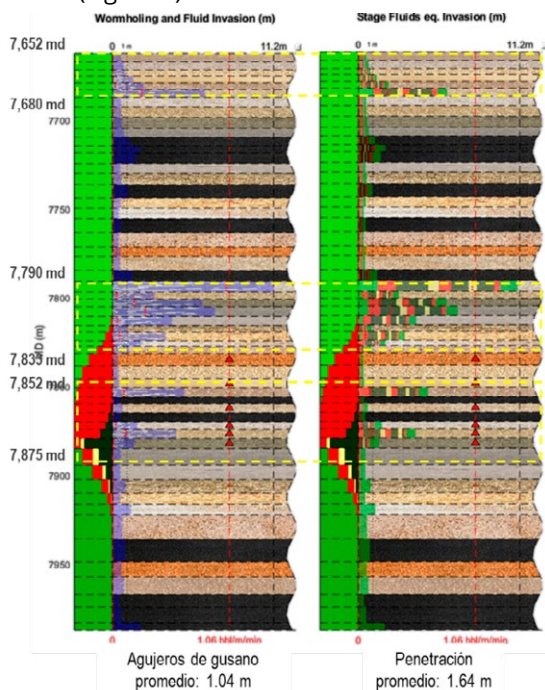 Wormholing and Fluid Invasion (m)
Stage Fluids eq. Invasion (m)
7,652 md
0 1 m 11.2m
0 1 m 11.2m
7,680 md
7700
7750
7,790 md
7800
7,833 md
MD (m)
7,852 md
7,875 md
7900
7950
0 1.06 bbl/m/min
0 1.06 bbl/m/min
Agujeros de gusano
promedio: 1.04 m
Penetración
promedio: 1.64 m